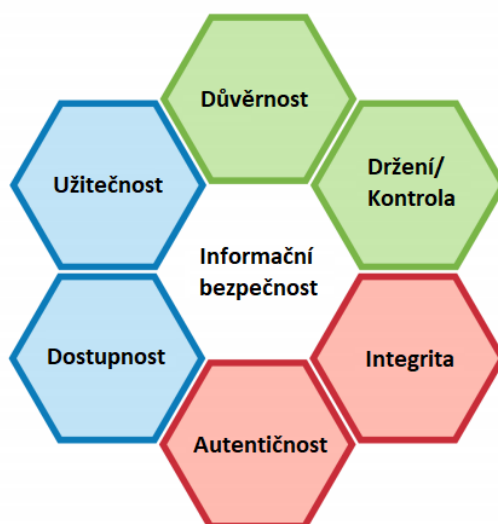 Důvěrnost
Držení/
Kontrola
Užitečnost
Informační
bezpečnost
Dostupnost
Integrita
Autentičnost